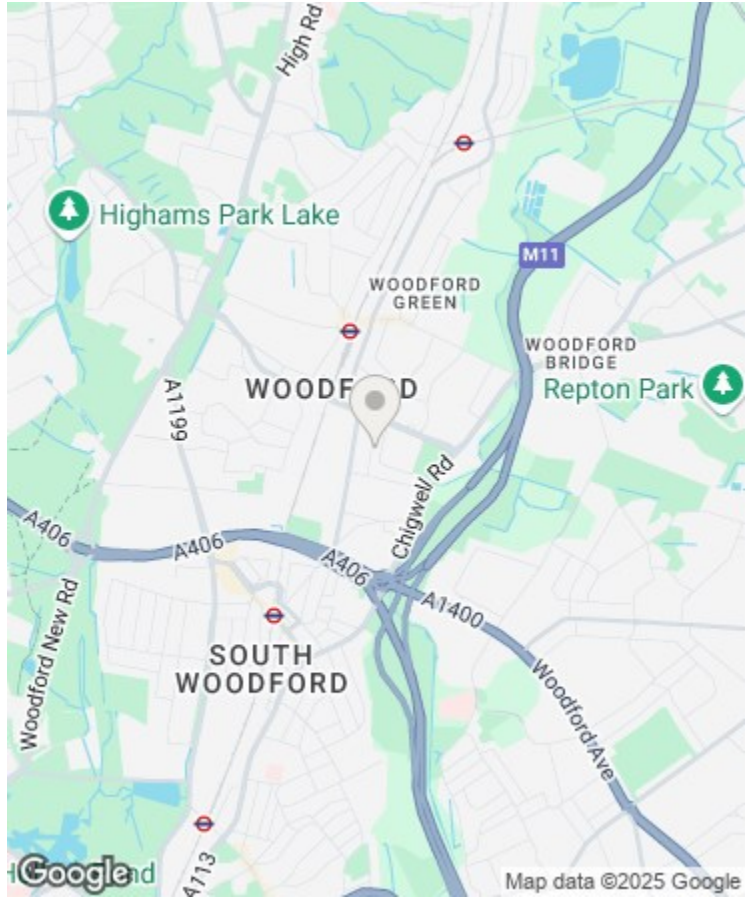 High Rd
Highams Park Lake
M11
WOODFORD
GREEN
WOODFORD
BRIDGE
WOODFORD
Repton Park
A1199
Chigwell Rd
A406
A406
A406
A1400
Woodford New Rd
SOUTH
WOODFORD
Woodford Ave
A113
Google
Map data ©2025 Google